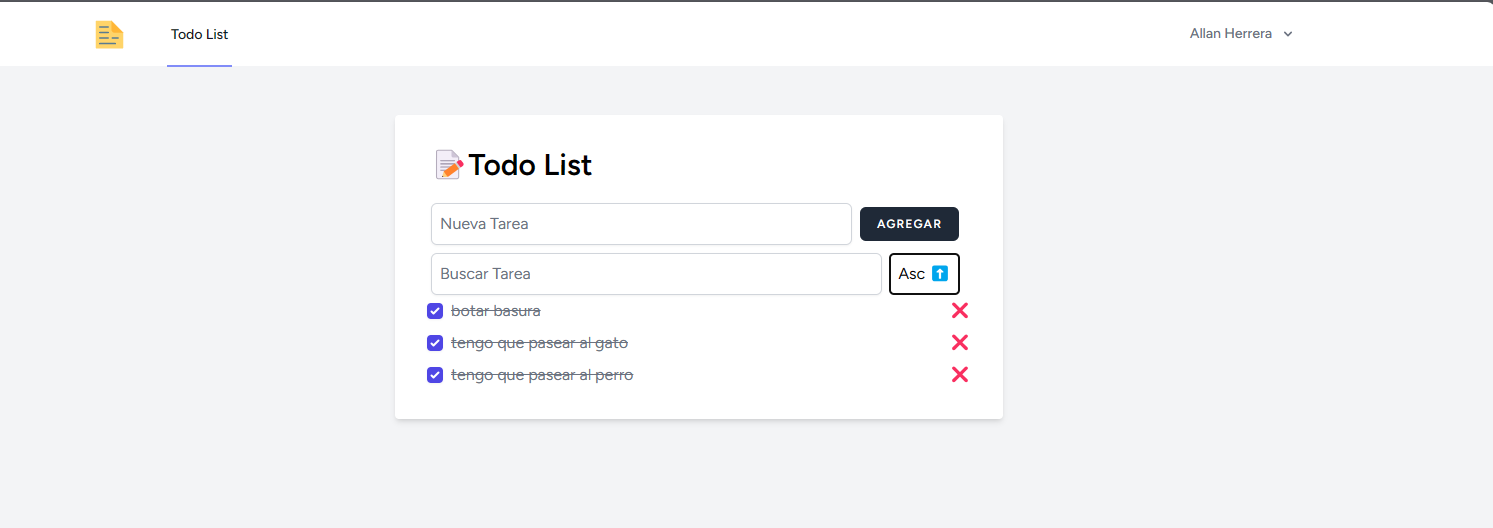 Todo List
Allan Herrera
Todo List
Nueva Tarea
AGREGAR
Buscar Tarea
Asc
botar basura
tengo que pasear al gato
tengo que pasear al perro